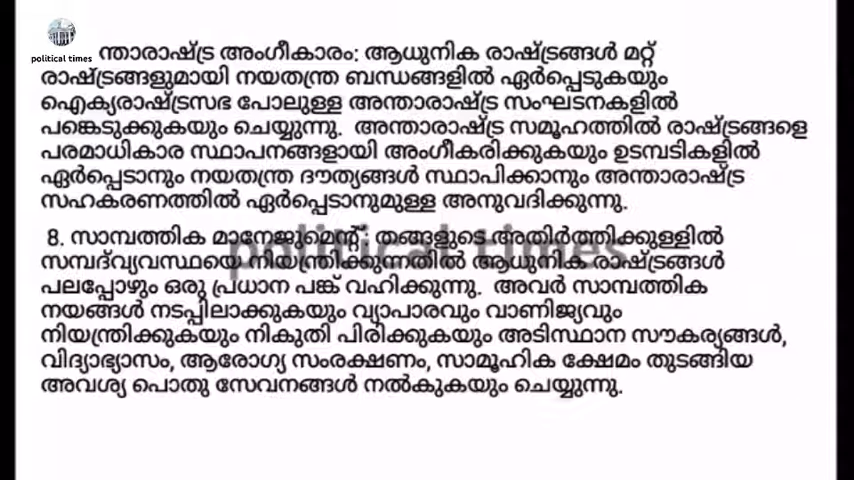 political times
ന്താരാഷ്ട്ര അംഗീകാരം: ആധുനിക രാഷ്ട്രങ്ങൾ മറ്റ്
രാഷ്ട്രങ്ങളുമായി നയതന്ത്ര ബന്ധങ്ങളിൽ ഏർപ്പെടുകയും
ഐക്യരാഷ്ട്രസഭ പോലുള്ള അന്താരാഷ്ട്ര സംഘടനകളിൽ
പങ്കെടുക്കുകയും ചെയ്യുന്നു. അന്താരാഷ്ട്ര സമൂഹത്തിൽ രാഷ്ട്രങ്ങളെ
പരമാധികാര സ്ഥാപനങ്ങളായി അംഗീകരിക്കുകയും ഉടമ്പടികളിൽ
ഏർപ്പെടാനും നയതന്ത്ര ദൗത്യങ്ങൾ സ്ഥാപിക്കാനും അന്താരാഷ്ട്ര
സഹകരണത്തിൽ ഏർപ്പെടാനുമുള്ള അനുവദിക്കുന്നു.
8. സാമ്പത്തിക മാനേജുമെന്റ്: തങ്ങളുടെ അതിർത്തിക്കുള്ളിൽ
political times
സമ്പദ്‌വ്യവസ്ഥയെ നിയന്ത്രിക്കുന്നതിൽ ആധുനിക രാഷ്ട്രങ്ങൾ
പലപ്പോഴും ഒരു പ്രധാന പങ്ക് വഹിക്കുന്നു. അവർ സാമ്പത്തിക
നയങ്ങൾ നടപ്പിലാക്കുകയും വ്യാപാരവും വാണിജ്യവും
നിയന്ത്രിക്കുകയും നികുതി പിരിക്കുകയും അടിസ്ഥാന സൗകര്യങ്ങൾ,
വിദ്യാഭ്യാസം, ആരോഗ്യ സംരക്ഷണം, സാമൂഹിക ക്ഷേമം തുടങ്ങിയ
അവശ്യ പൊതു സേവനങ്ങൾ നൽകുകയും ചെയ്യുന്നു.